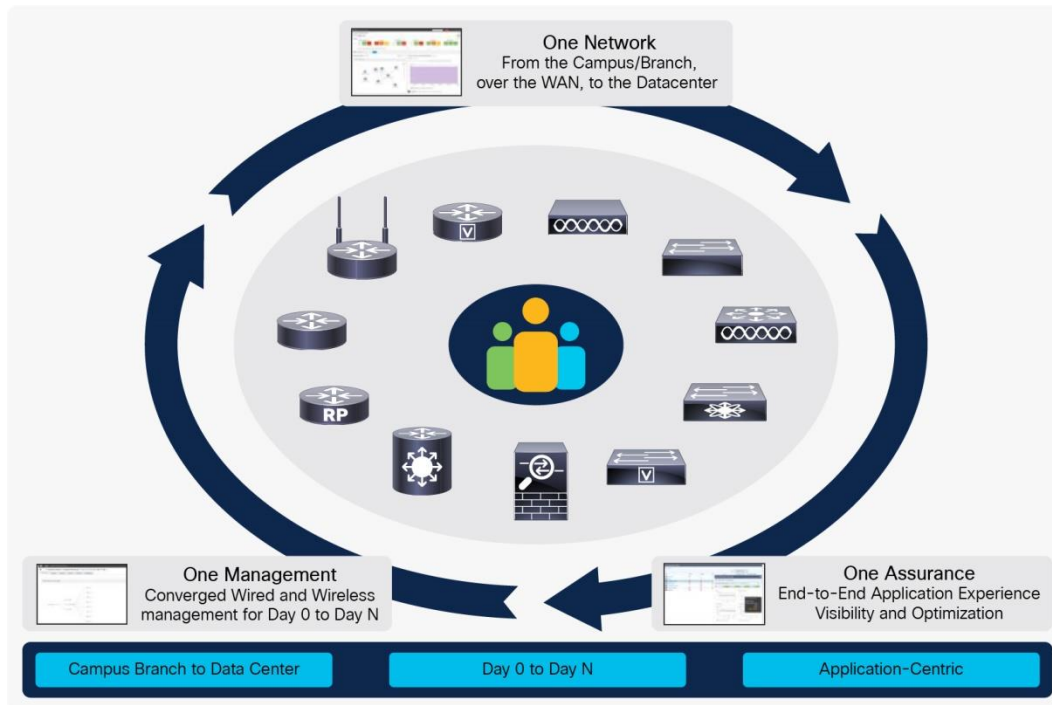 One Network
From the Campus/Branch,
over the WAN, to the Datacenter
V
RP
V
One Management
Converged Wired and Wireless
management for Day 0 to Day N
One Assurance
End-to-End Application Experience
Visibility and Optimization
Campus Branch to Data Center
Day 0 to Day N
Application-Centric